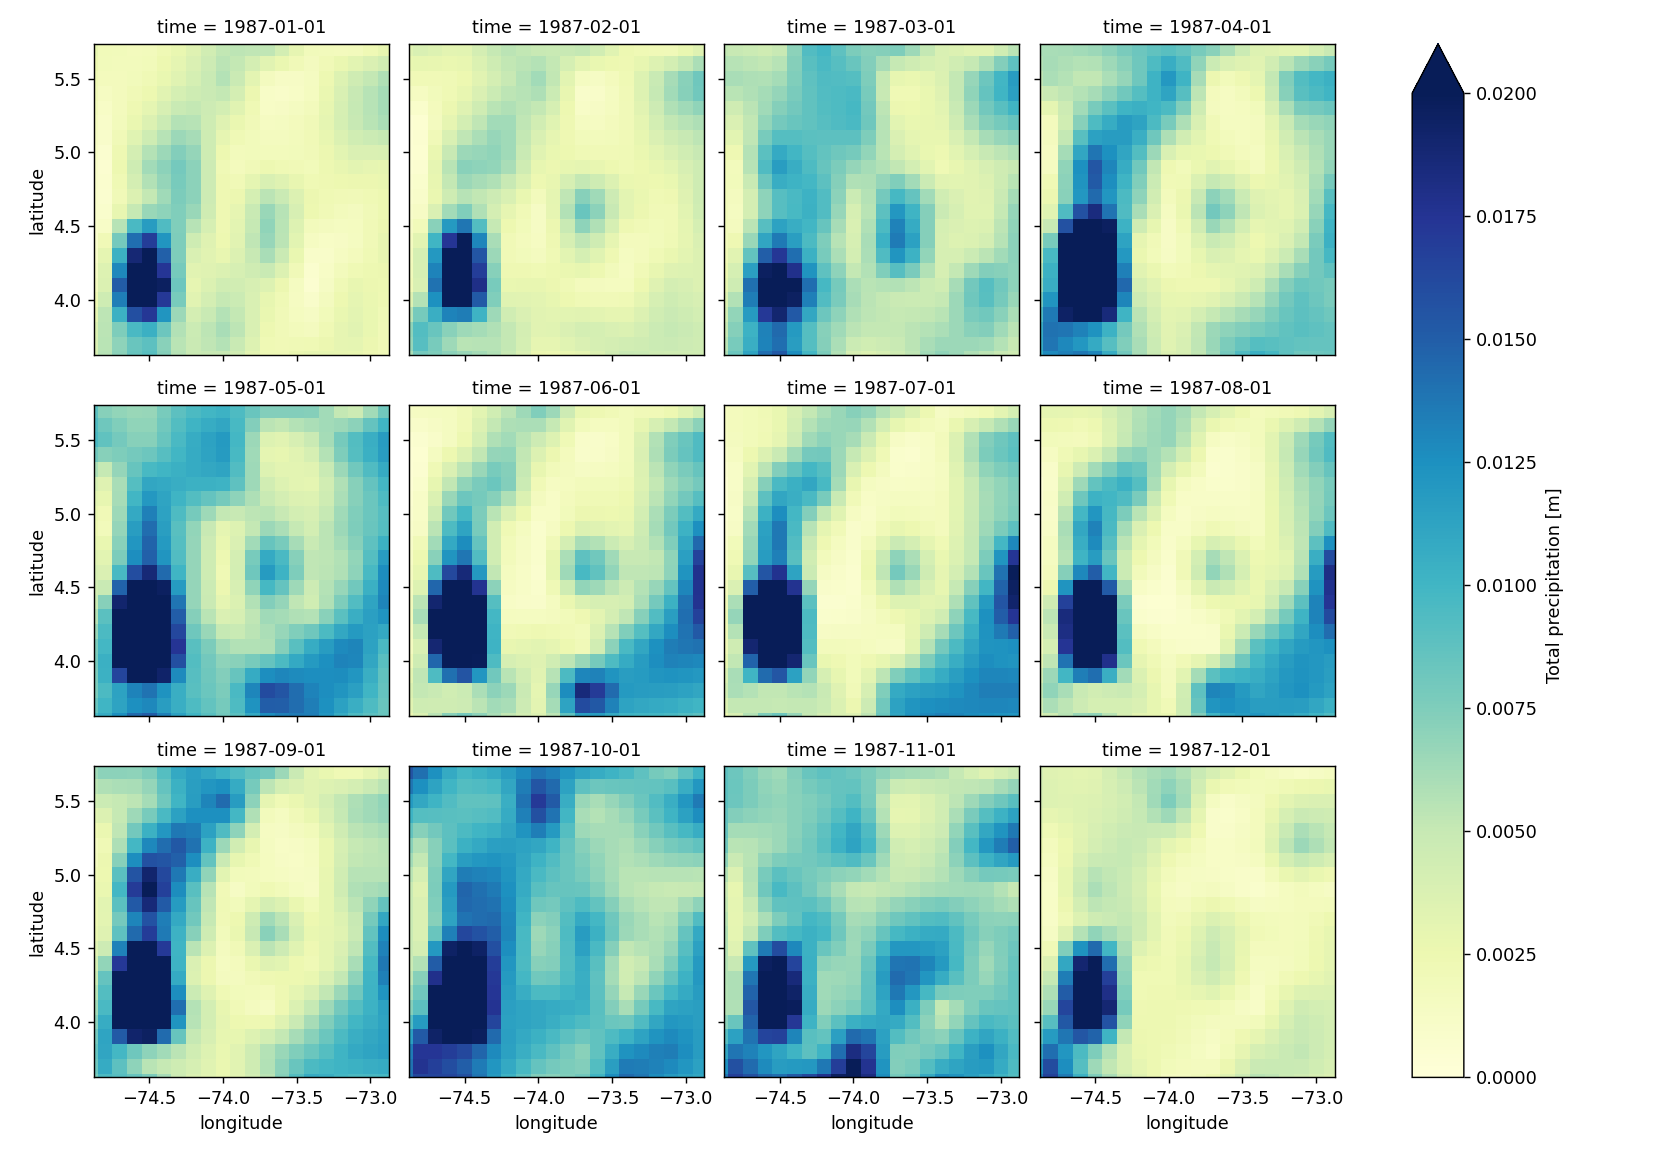 time = 1987-01-01
time = 1987-02-01
time = 1987-03-01
time = 1987-04-01
latitude
5.5
5.0
4.5
4.0
time = 1987-05-01
time = 1987-06-01
time = 1987-07-01
time = 1987-08-01
latitude
5.5
5.0
4.5
4.0
time = 1987-09-01
time = 1987-10-01
time = 1987-11-01
time = 1987-12-01
latitude
5.5
5.0
4.5
4.0
−74.5 −74.0 −73.5 −73.0
longitude
−74.5 −74.0 −73.5 −73.0
longitude
−74.5 −74.0 −73.5 −73.0
longitude
−74.5 −74.0 −73.5 −73.0
longitude
0.0200
0.0175
0.0150
0.0125
0.0100
0.0075
0.0050
0.0025
0.0000
Total precipitation [m]